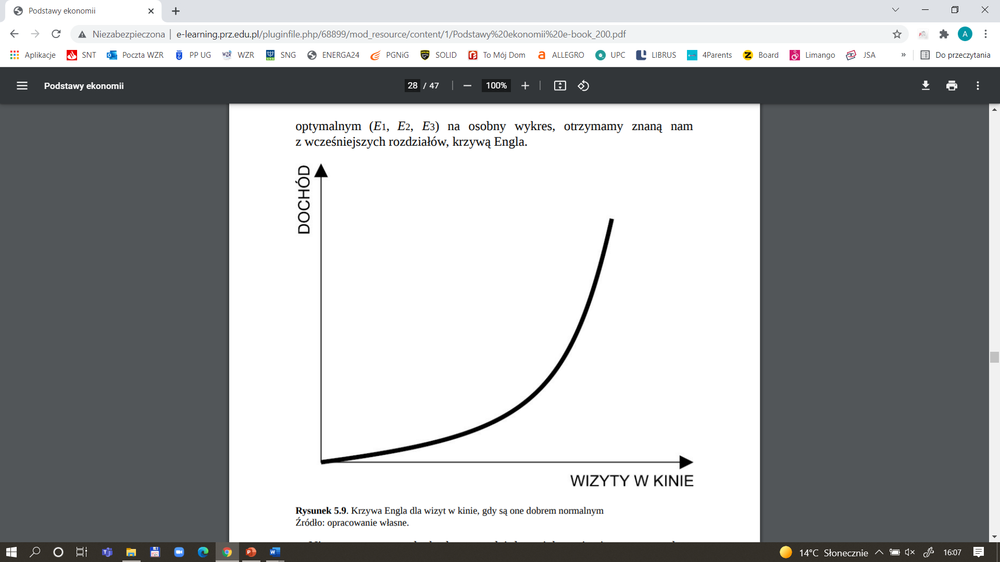 Podstawy ekonomii
Niezabezpieczona
e-learning.prz.edu.pl/pluginfile.php/68899/mod_resource/content/1/Podstawy%20ekonomii%20e-book_200.pdf
A
Aplikacje
SNT
Poczta WZR
PP UG
WZR
SNG
ENERGA24
PGNiG
SOLID
To Mój Dom
ALLEGRO
UPC
LIBRUS
4Parents
Board
Limango
JSA
»
Do przeczytania
Podstawy ekonomii
28 / 47
100%
optymalnym (E1, E2, E3) na osobny wykres, otrzymamy znaną nam
z wcześniejszych rozdziałów, krzywą Engla.
DOCHÓD
WIZYTY W KINIE
Rysunek 5.9. Krzywa Engla dla wizyt w kinie, gdy są one dobrem normalnym
Źródło: opracowanie własne.
14°C Słonecznie
16:07